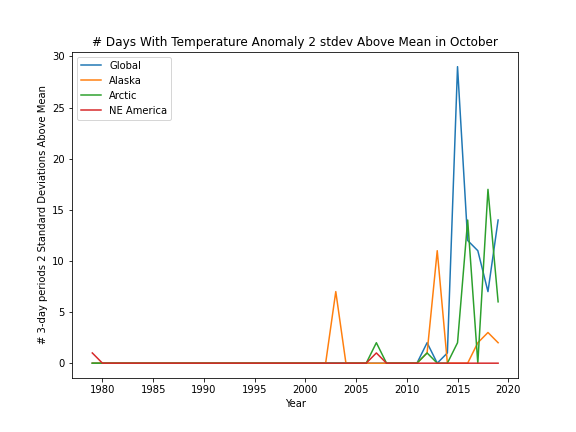 # Days With Temperature Anomaly 2 stdev Above Mean in October
# 3-day periods 2 Standard Deviations Above Mean
30
25
20
15
10
5
0
Global
Alaska
Arctic
NE America
1980 1985 1990 1995 2000 2005 2010 2015 2020
Year